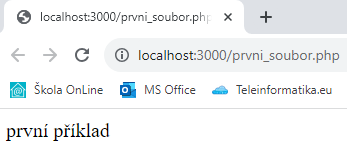 localhost:3000/prvni_soubor.php
localhost:3000/prvni_soubor.php
Škola OnLine MS Office Teleinformatika.eu
první příklad